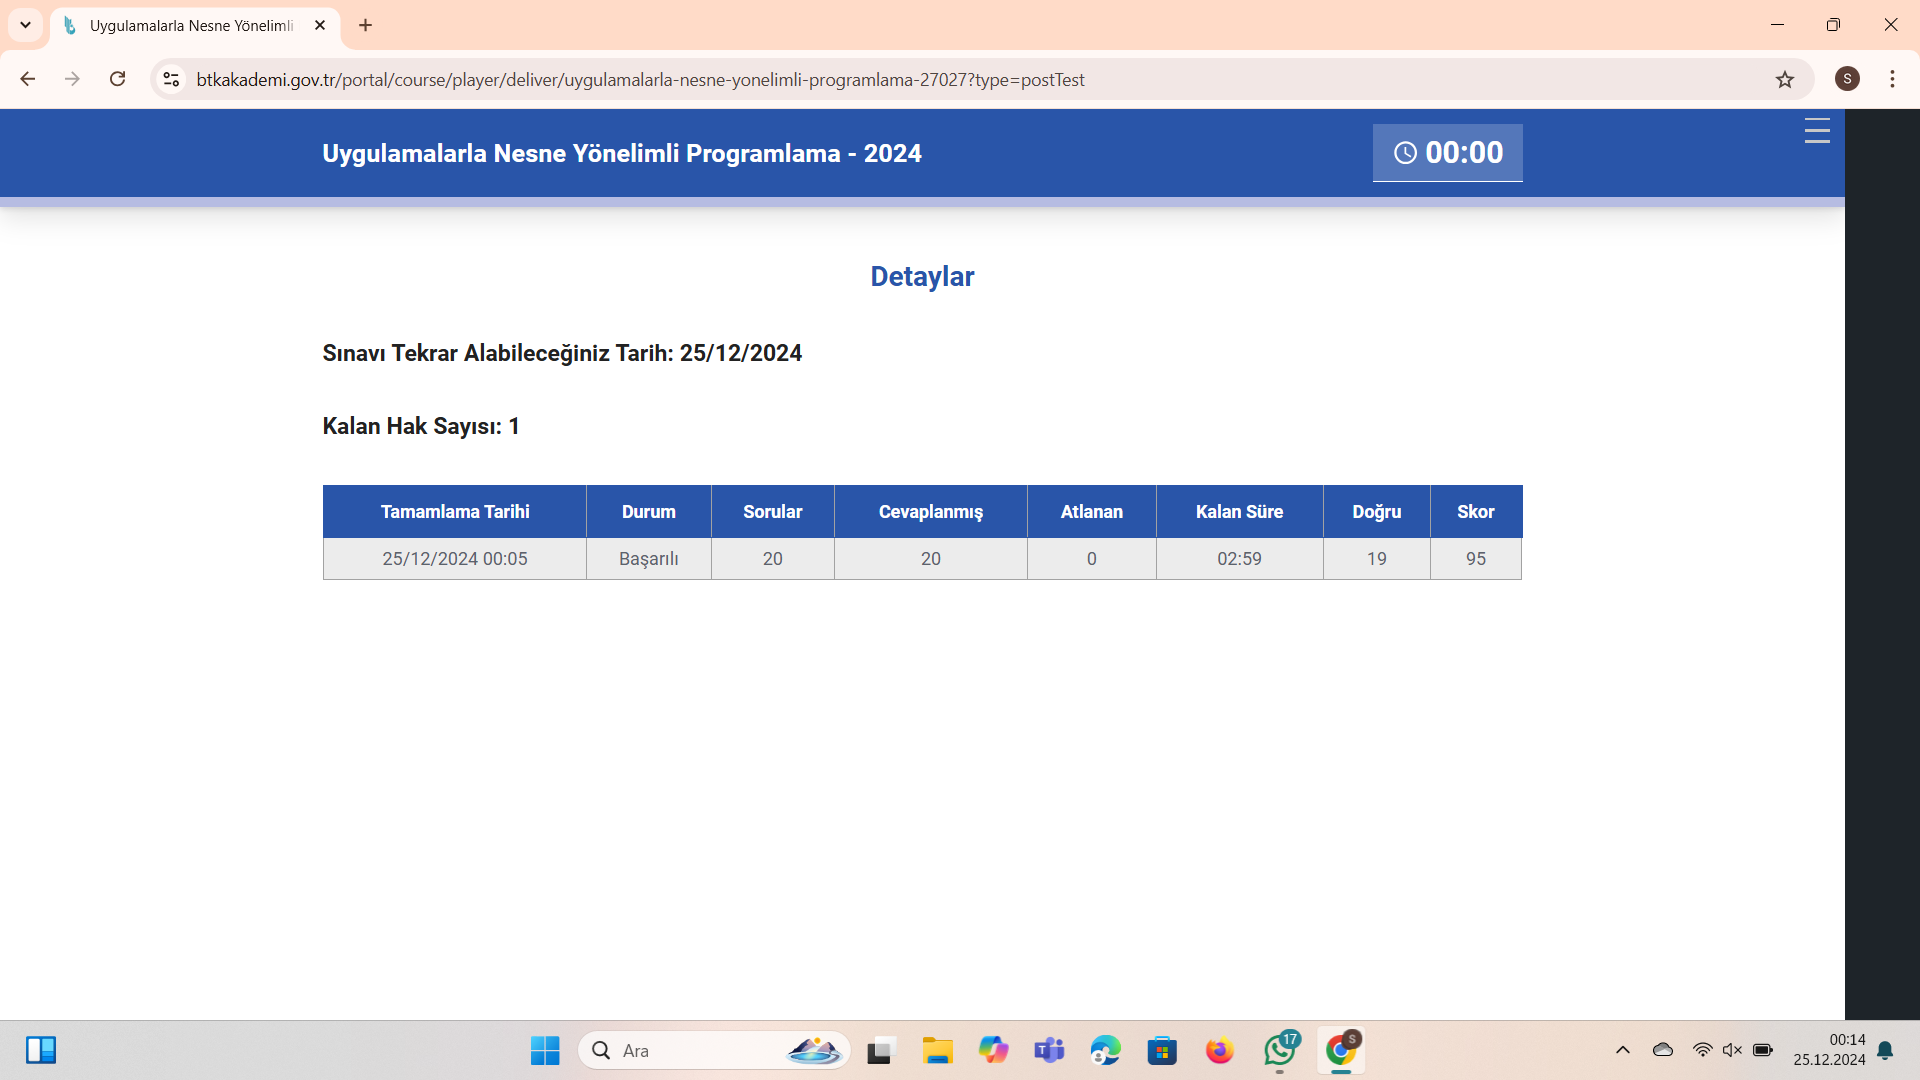 Uygulamalarla Nesne Yönelimli
btkakademi.gov.tr/portal/course/player/deliver/uygulamalarla-nesne-yonelimli-programlama-27027?type=postTest
S
Uygulamalarla Nesne Yönelimli Programlama - 2024
00:00
Detaylar
Sınavı Tekrar Alabileceğiniz Tarih: 25/12/2024
Kalan Hak Sayısı: 1
Tamamlama Tarihi Durum Sorular Cevaplanmış Atlanan Kalan Süre Doğru Skor
25/12/2024 00:05 Başarılı 20 20 0 02:59 19 95
Ara
17
S
00:14
25.12.2024